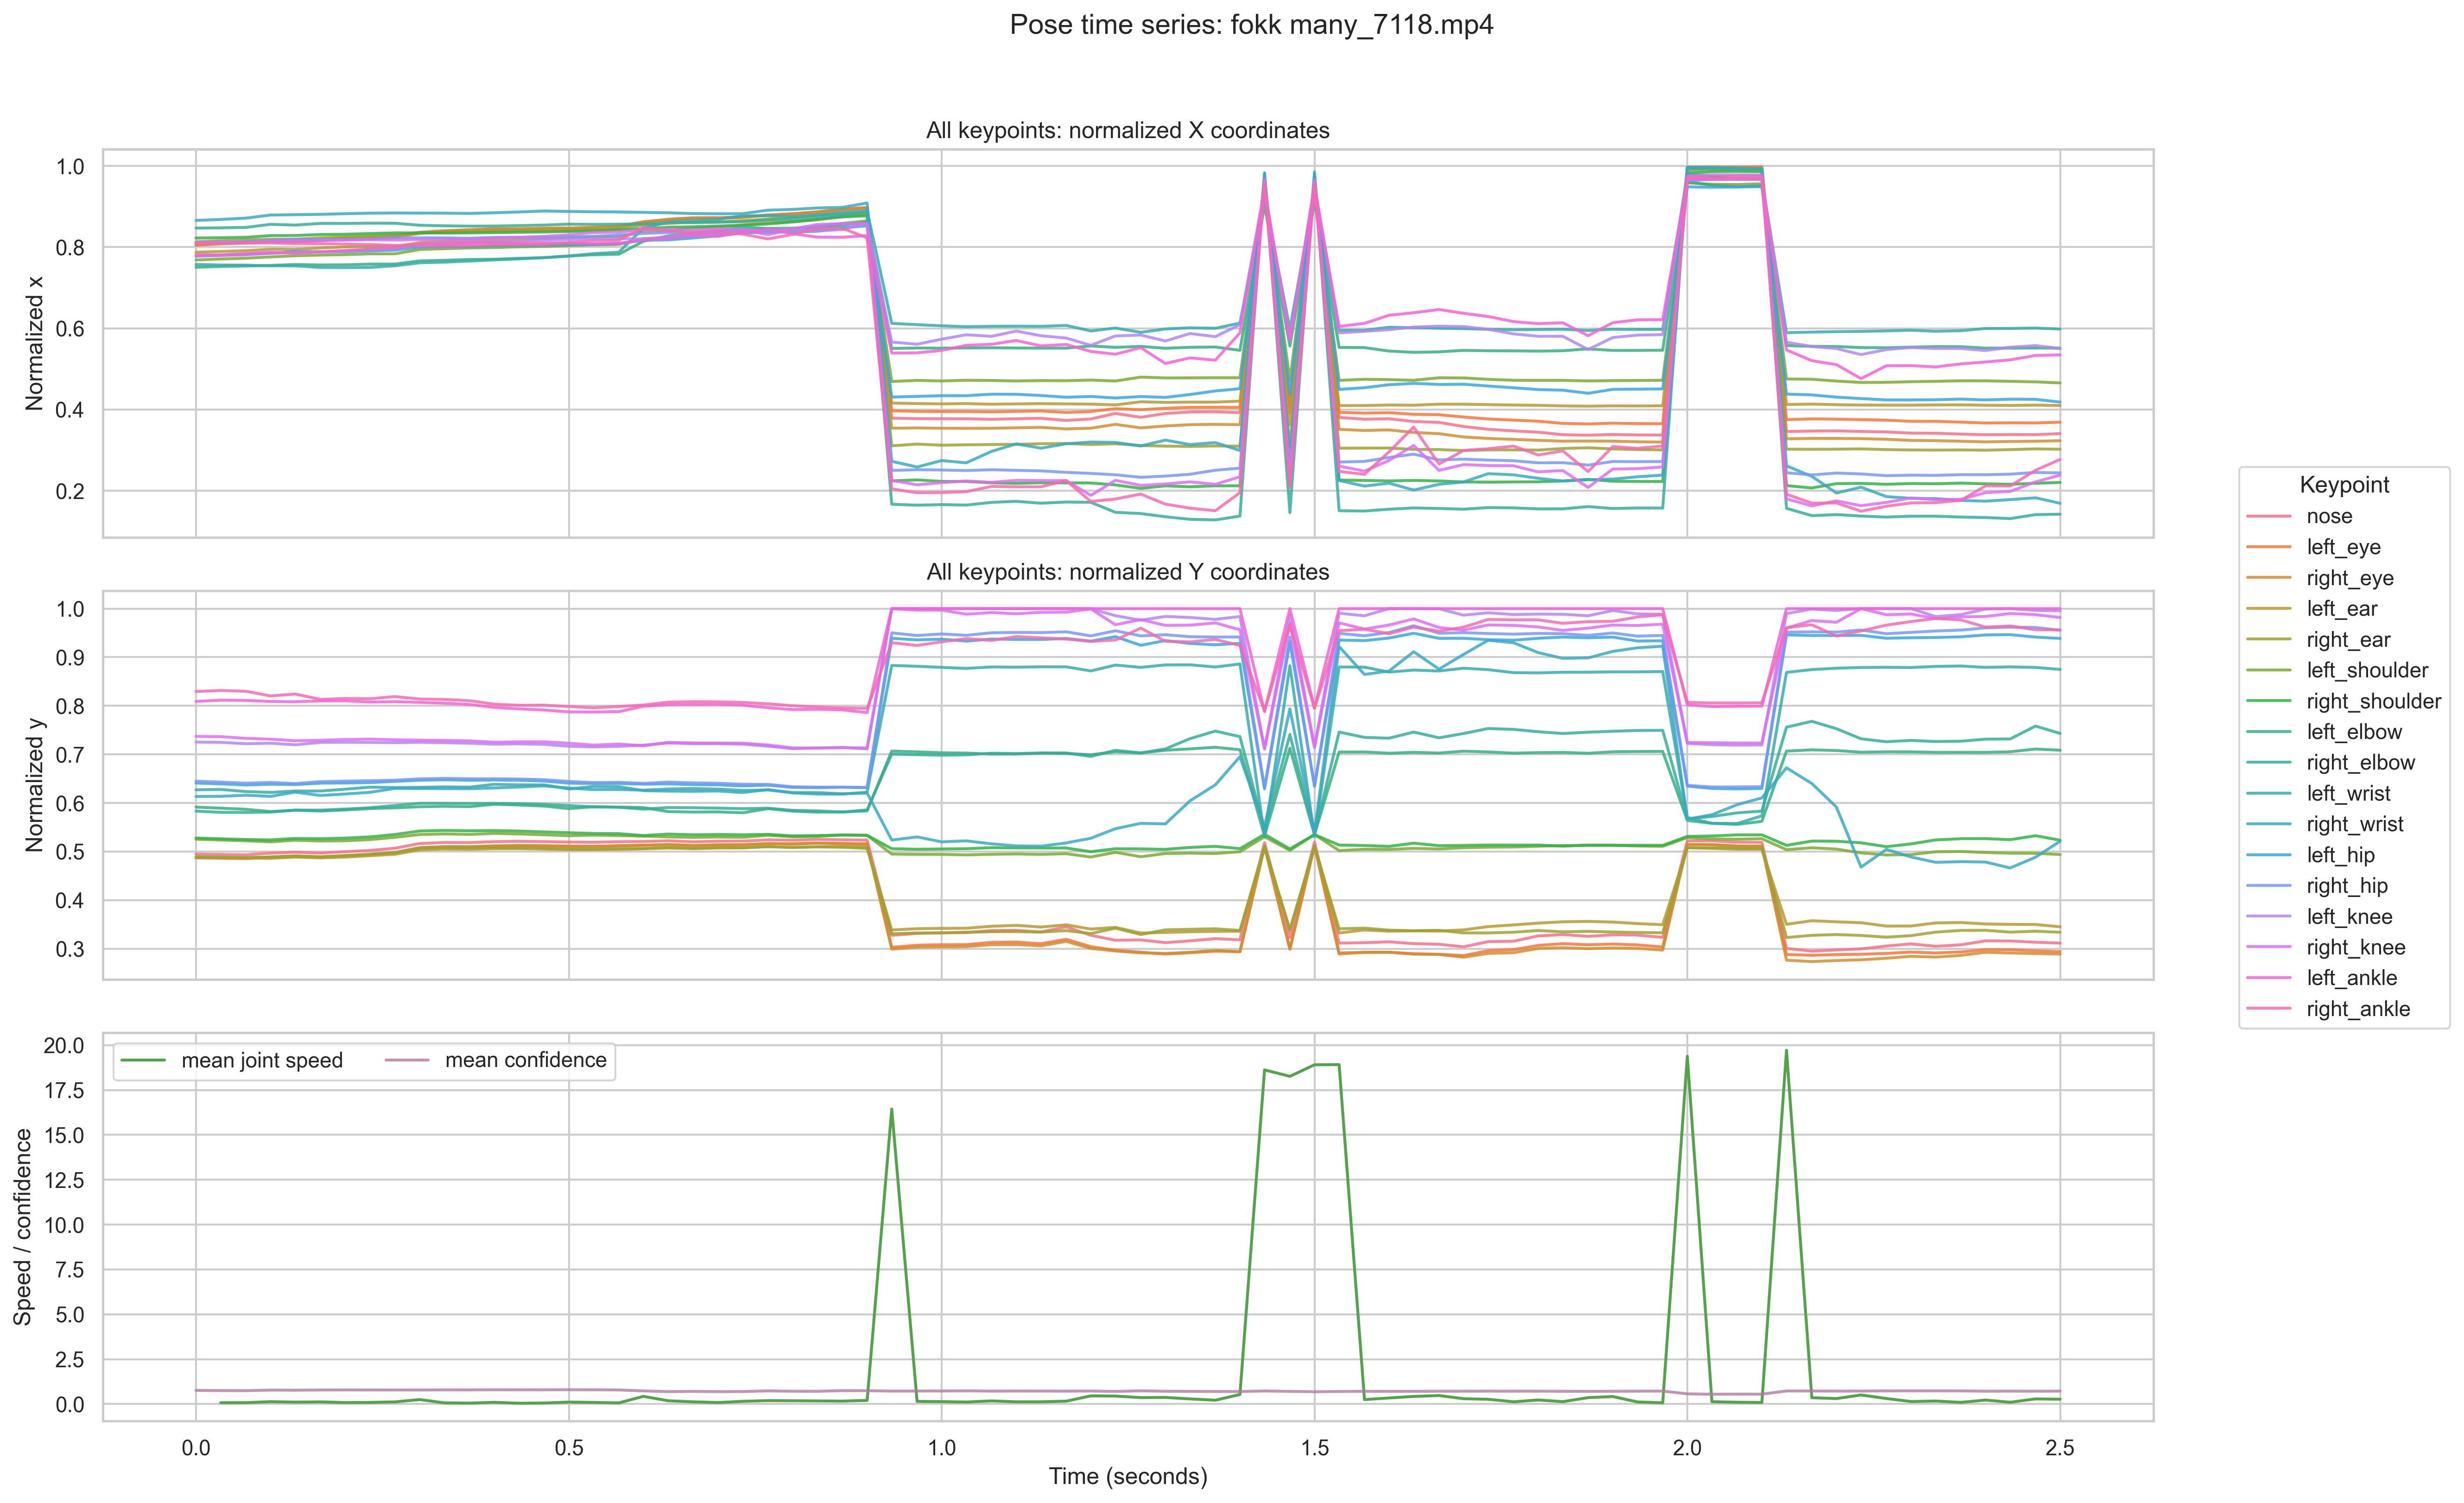 Pose time series: fokk many_7118.mp4
All keypoints: normalized X coordinates
Normalized x
1.0
0.8
0.6
0.4
0.2
All keypoints: normalized Y coordinates
Normalized y
1.0
0.9
0.8
0.7
0.6
0.5
0.4
0.3
Keypoint
nose
left_eye
right_eye
left_ear
right_ear
left_shoulder
right_shoulder
left_elbow
right_elbow
left_wrist
right_wrist
left_hip
right_hip
left_knee
right_knee
left_ankle
right_ankle
mean joint speed mean confidence
Speed / confidence
20.0
17.5
15.0
12.5
10.0
7.5
5.0
2.5
0.0
0.0 0.5 1.0 1.5 2.0 2.5
Time (seconds)